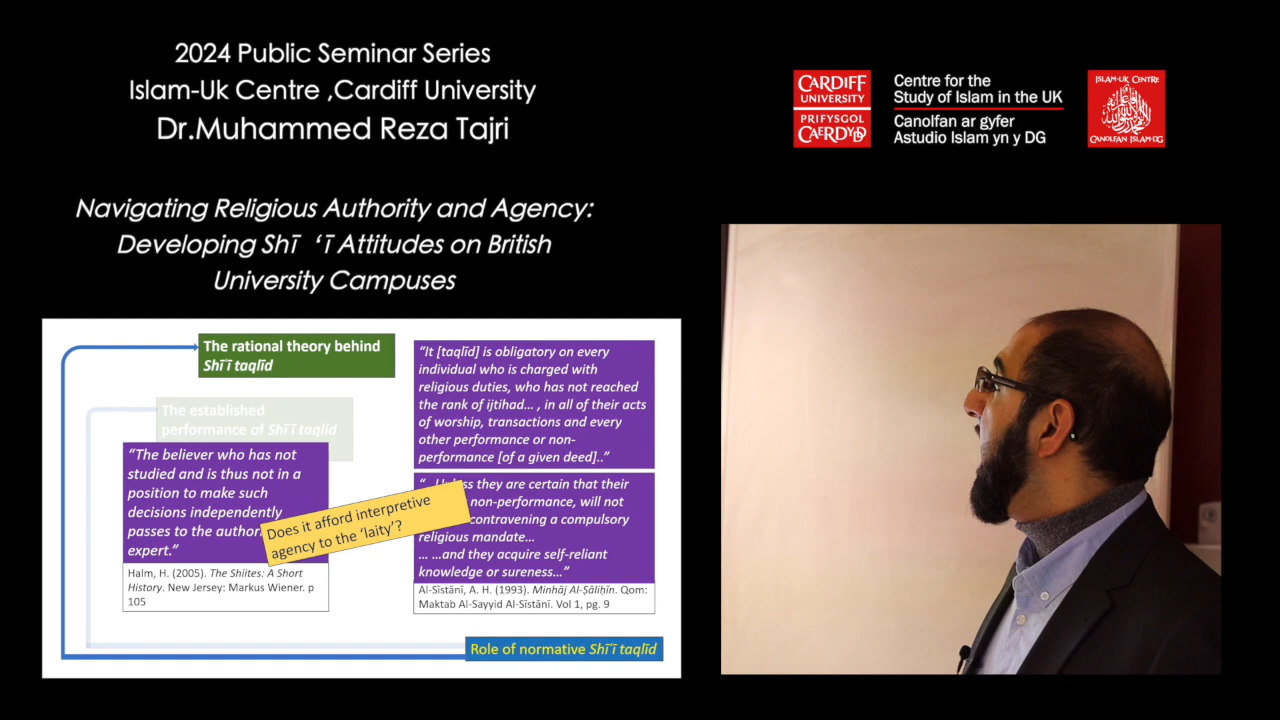 2024 Public Seminar Series
Islam-Uk Centre ,Cardiff University
Dr.Muhammed Reza Tajri
CARDIFF
UNIVERSITY
PRIFYSGOL
CAERDYDD
Centre for the
Study of Islam in the UK
Canolfan ar gyfer
Astudio Islam yn y DG
ISLAM-UK CENTRE
CANOLFAN ISLAM-DG
Navigating Religious Authority and Agency:
Developing Shī ‘ī Attitudes on British
University Campuses
The rational theory behind
Shīʿī taqlīd
The established
performance of Shīʿī taqlīd
“The believer who has not
studied and is thus not in a
position to make such
decisions independently
passes to the
expert.”
Halm, H. (2005). The Shiites: A Short
History. New Jersey: Markus Wiener. p
105
Does it afford interpretive
agency to the ‘laity’?
“It [taqlīd] is obligatory on every
individual who is charged with
religious duties, who has not reached
the rank of ijtihad… , in all of their acts
of worship, transactions and every
other performance or non-
performance [of a given deed]..”
they are certain that their
non-performance, will not
contravening a compulsory
religious mandate…
… …and they acquire self-reliant
knowledge or sureness…”
Al-Sīstānī, A. H. (1993). Minhāj Al-Ṣāliḥīn. Qom:
Maktab Al-Sayyid Al-Sīstānī. Vol 1, pg. 9
Role of normative Shīʿī taqlīd